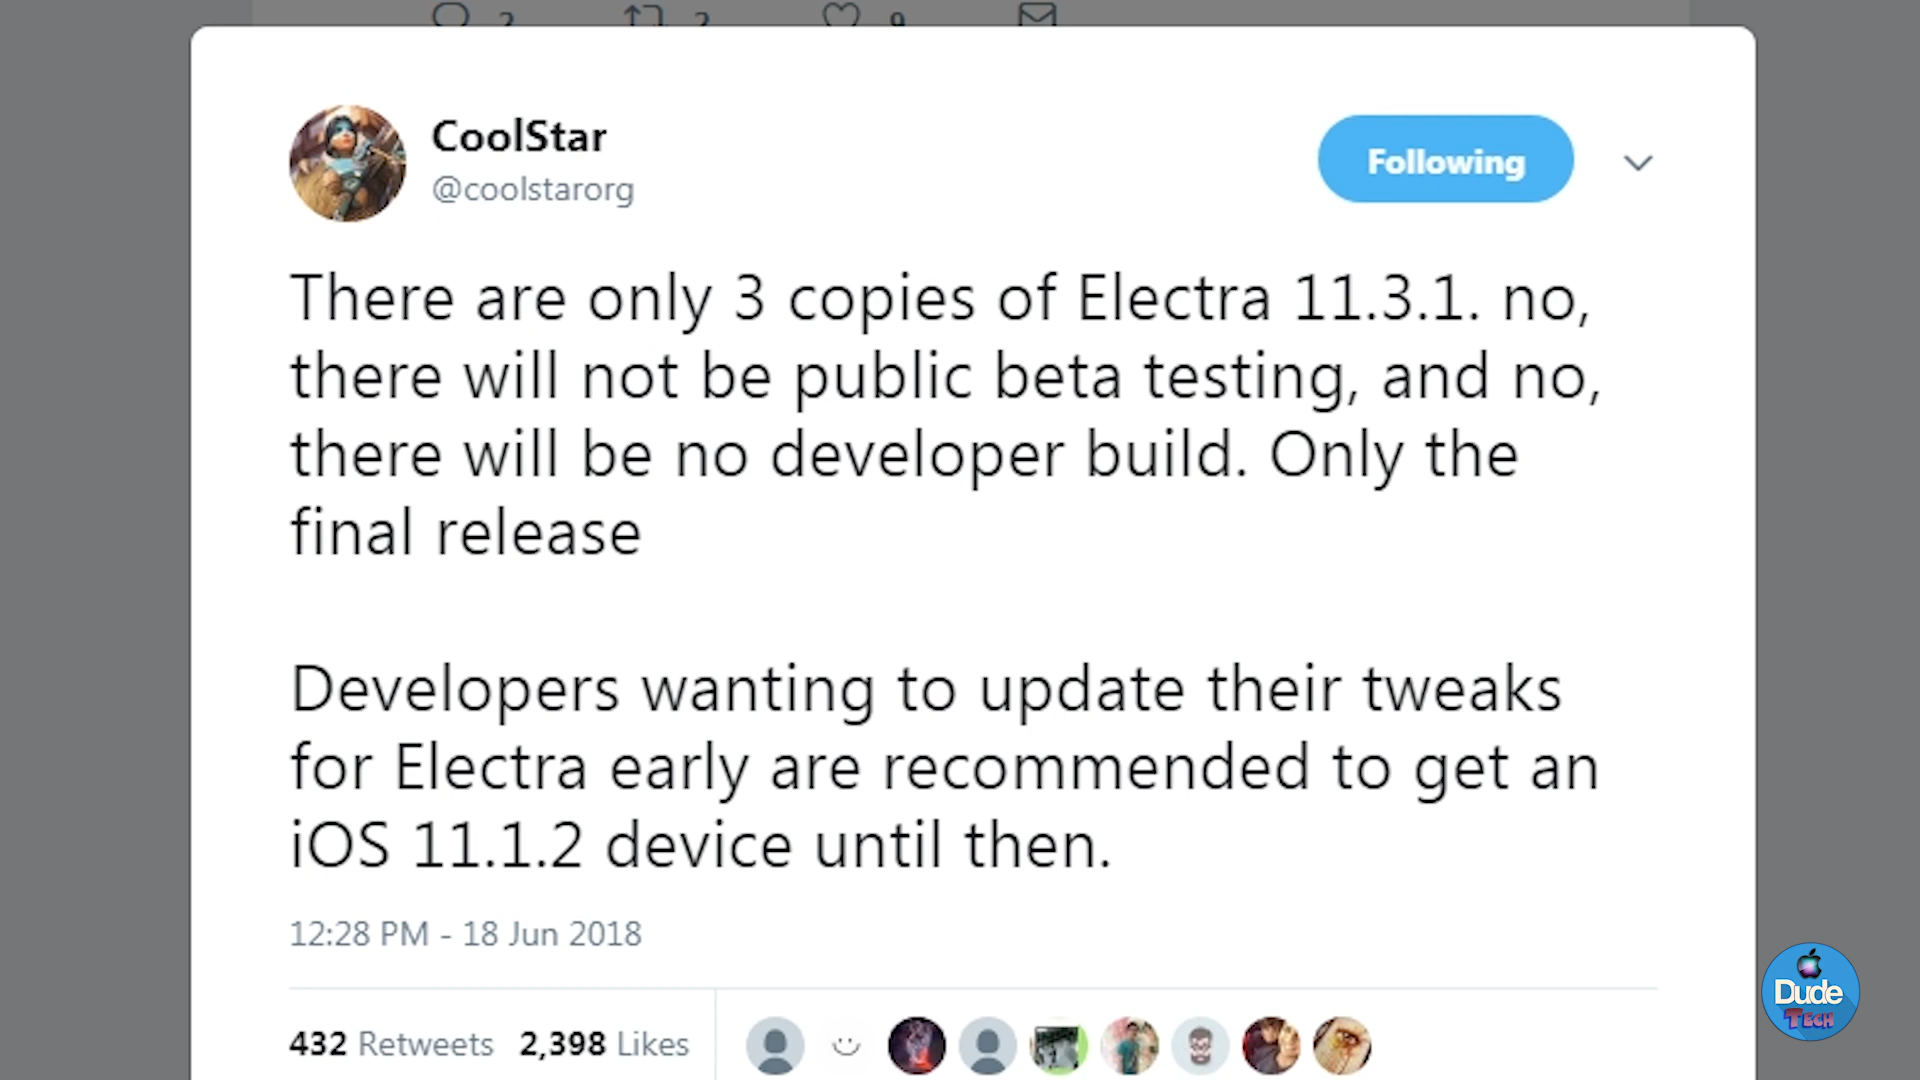 2 2 9
CoolStar
@coolstarorg
Following
There are only 3 copies of Electra 11.3.1. no,
there will not be public beta testing, and no,
there will be no developer build. Only the
final release
Developers wanting to update their tweaks
for Electra early are recommended to get an
iOS 11.1.2 device until then.
12:28 PM - 18 Jun 2018
432 Retweets 2,398 Likes
Dude
TECH